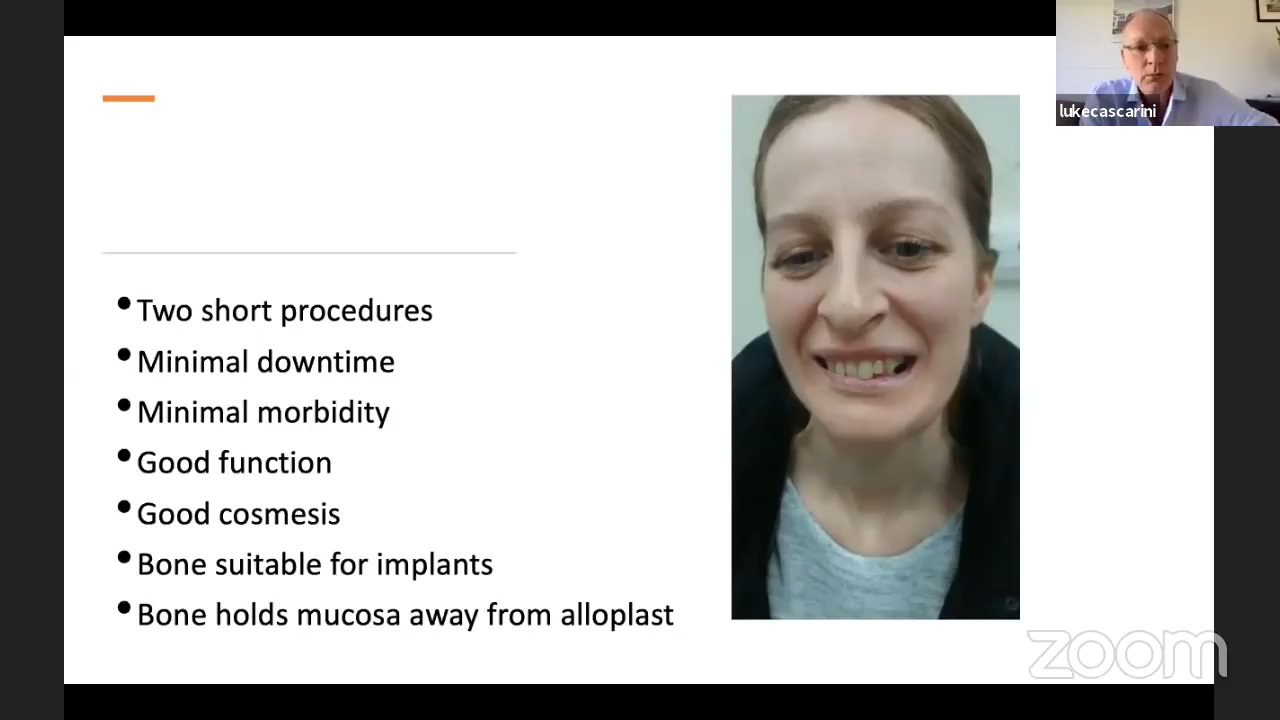 lukecascarini
• Two short procedures
• Minimal downtime
• Minimal morbidity
• Good function
• Good cosmesis
• Bone suitable for implants
• Bone holds mucosa away from alloplast
zoom